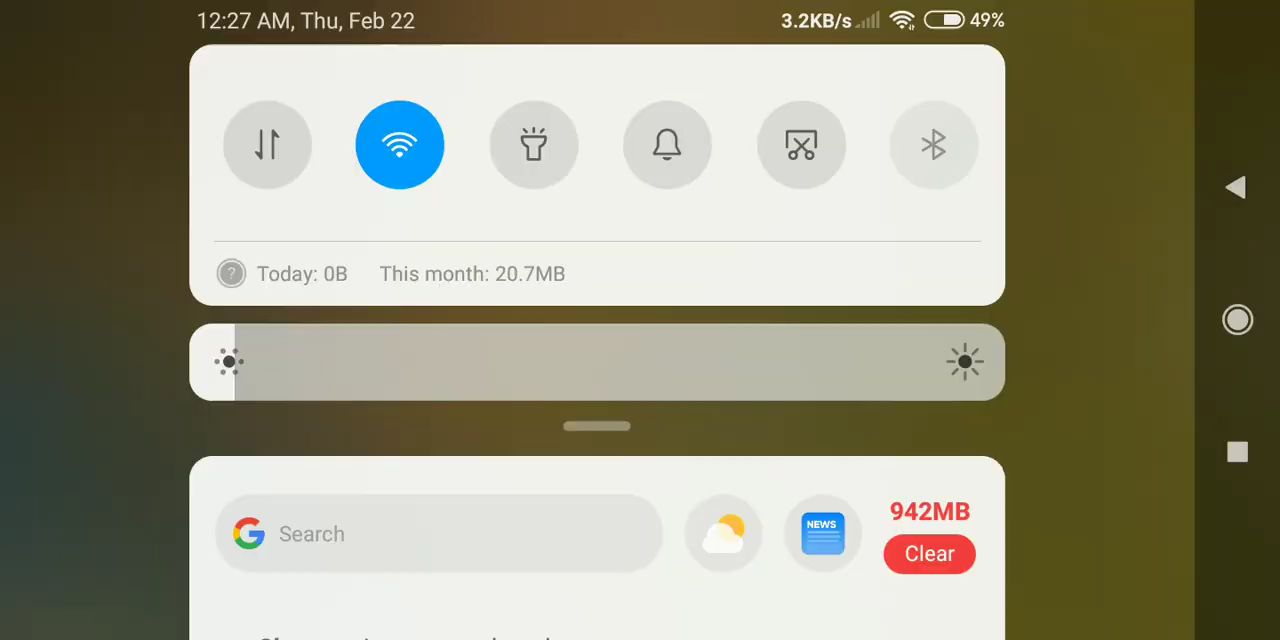 12:27 AM, Thu, Feb 22
3.2KB/s
49%
Today: 0B
This month: 20.7MB
Search
NEWS
942MB
Clear